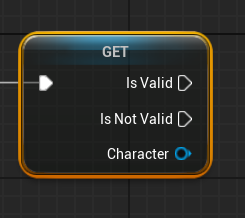 GET
Is Valid
Is Not Valid
Character